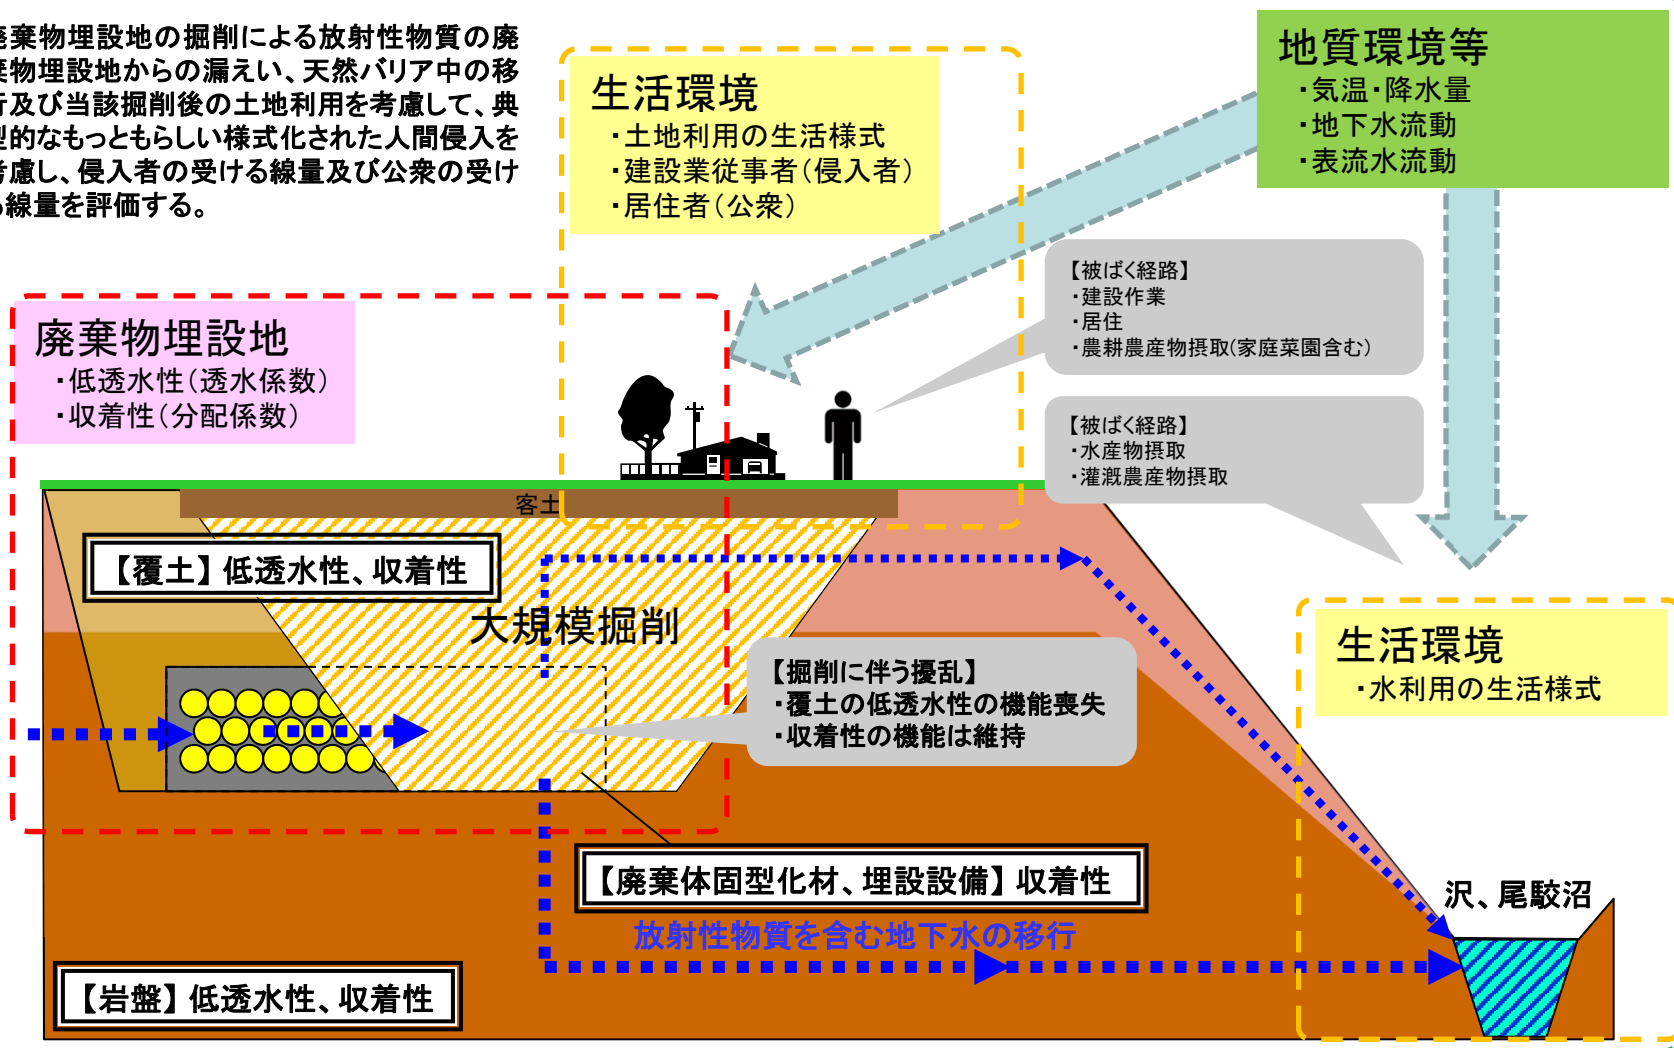 廃棄物埋設地の掘削による放射性物質の廃
棄物埋設地からの漏えい、天然バリア中の移
行及び当該掘削後の土地利用を考慮して、典
型的なもっともらしい様式化された人間侵入を
考慮し、侵入者の受ける線量及び公衆の受け
る線量を評価する。
生活環境
・土地利用の生活様式
・建設業従事者(侵入者)
・居住者(公衆)
地質環境等
・気温・降水量
・地下水流動
・表流水流動
【被ばく経路】
・建設作業
・居住
・農耕農産物摂取(家庭菜園含む)
廃棄物埋設地
・低透水性(透水係数)
・収着性(分配係数)
【被ばく経路】
・水産物摂取
・灌漑農産物摂取
客土
【覆土】低透水性、収着性
大規模掘削
【掘削に伴う擾乱】
・覆土の低透水性の機能喪失
・収着性の機能は維持
生活環境
・水利用の生活様式
【廃棄体固型化材、埋設設備】収着性
沢、尾駮沼
放射性物質を含む地下水の移行
【岩盤】低透水性、収着性